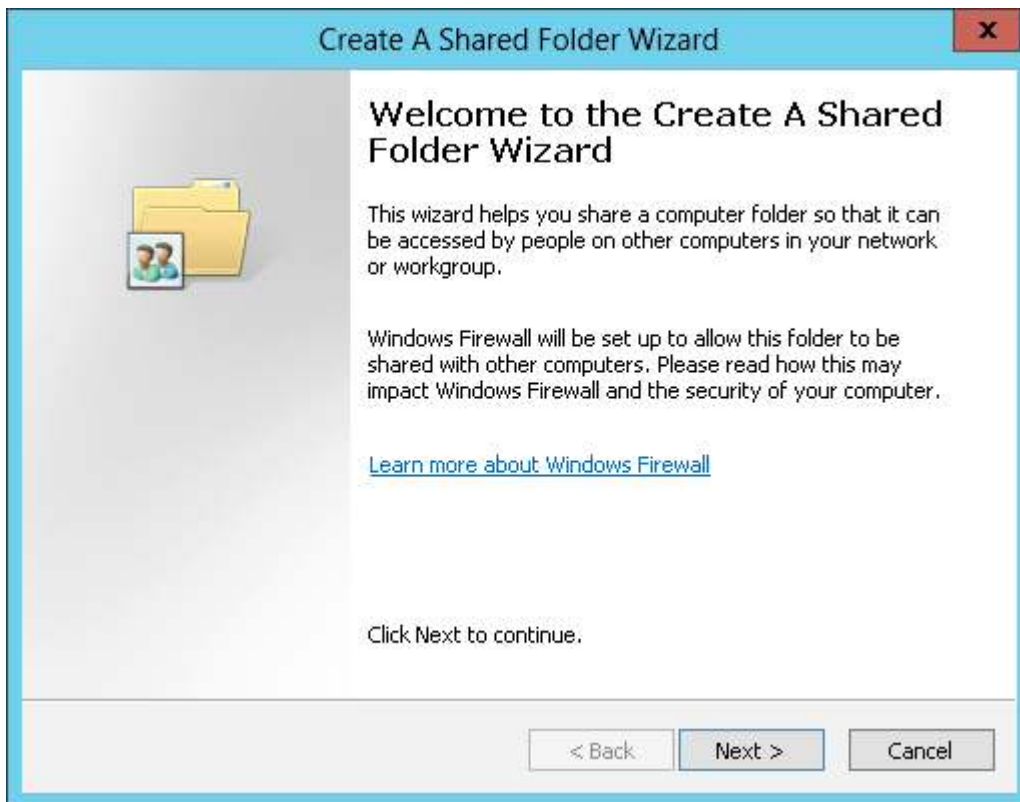 Create A Shared Folder Wizard
x
Welcome to the Create A Shared
Folder Wizard
This wizard helps you share a computer folder so that it can
be accessed by people on other computers in your network
or workgroup.
Windows Firewall will be set up to allow this folder to be
shared with other computers. Please read how this may
impact Windows Firewall and the security of your computer.
Learn more about Windows Firewall
Click Next to continue.
< Back
Next >
Cancel